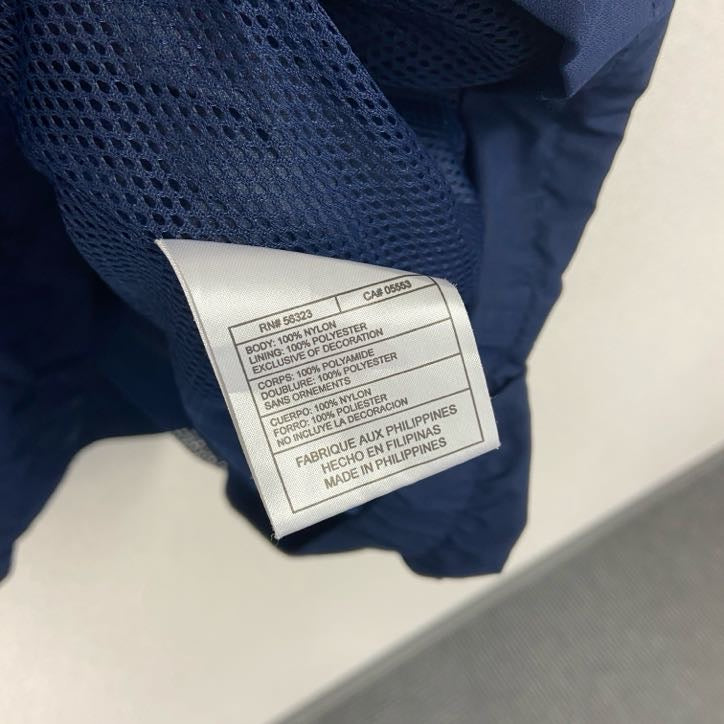 RN# 56323 CA# 05553
BODY: 100% NYLON
LINING: 100% POLYESTER
EXCLUSIVE OF DECORATION
CORPS: 100% POLYAMIDE
DOUBLURE: 100% POLYESTER
SANS ORNEMENTS
CUERPO: 100% NYLON
FORRO: 100% POLIESTER
NO INCLUYE LA DECORACION
FABRIQUE AUX PHILIPPINES
HECHO EN FILIPINAS
MADE IN PHILIPPINES